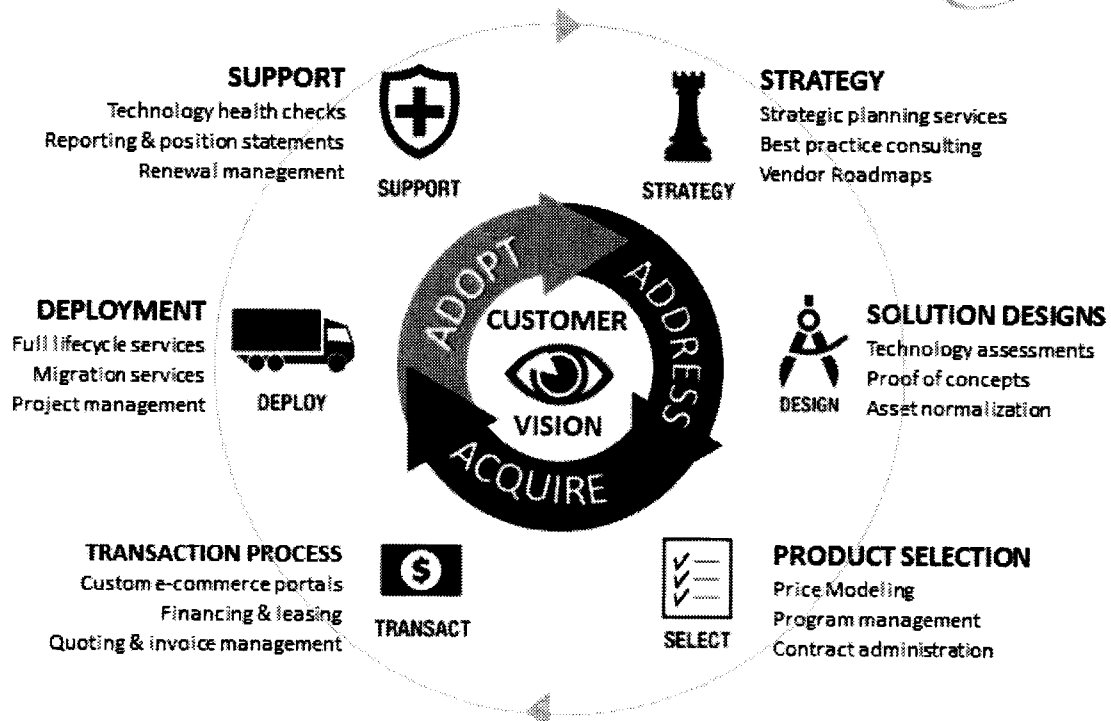 SUPPORT
Technology health checks
Reporting & position statements
Renewal management
SUPPORT
STRATEGY
Strategic planning services
Best practice consulting
Vendor Roadmaps
STRATEGY
DEPLOYMENT
Full lifecycle services
Migration services
Project management
DEPLOY
ADOPT
ADDRESS
ACQUIRE
CUSTOMER
VISION
SOLUTION DESIGNS
Technology assessments
Proof of concepts
Asset normalization
DESIGN
TRANSACTION PROCESS
Custom e-commerce portals
Financing & leasing
Quoting & invoice management
$
TRANSACT
PRODUCT SELECTION
Price Modeling
Program management
Contract administration
SELECT